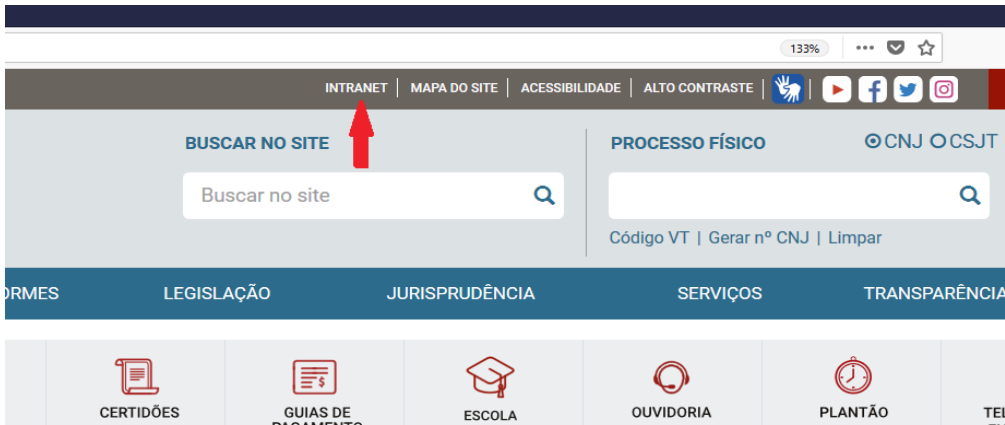 133%
INTRANET | MAPA DO SITE | ACESSIBILIDADE | ALTO CONTRASTE |
BUSCAR NO SITE
PROCESSO FÍSICO
CNJ CSJT
Buscar no site
Código VT | Gerar nº CNJ | Limpar
LEGISLAÇÃO JURISPRUDÊNCIA SERVIÇOS TRANSPARÊNCIA
CERTIDÕES
GUIAS DE
PAGAMENTO
ESCOLA
OUVIDORIA
PLANTÃO